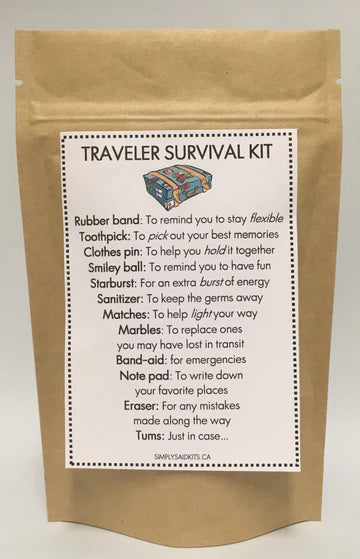 TRAVELER SURVIVAL KIT
Rubber band: To remind you to stay flexible
Toothpick: To pick out your best memories
Clothes pin: To help you hold it together
Smiley ball: To remind you to have fun
Starburst: For an extra burst of energy
Sanitizer: To keep the germs away
Matches: To help light your way
Marbles: To replace ones
you may have lost in transit
Band-aid: for emergencies
Note pad: To write down
your favorite places
Eraser: For any mistakes
made along the way
Tums: Just in case...
SIMPLYSAIDKITS.CA